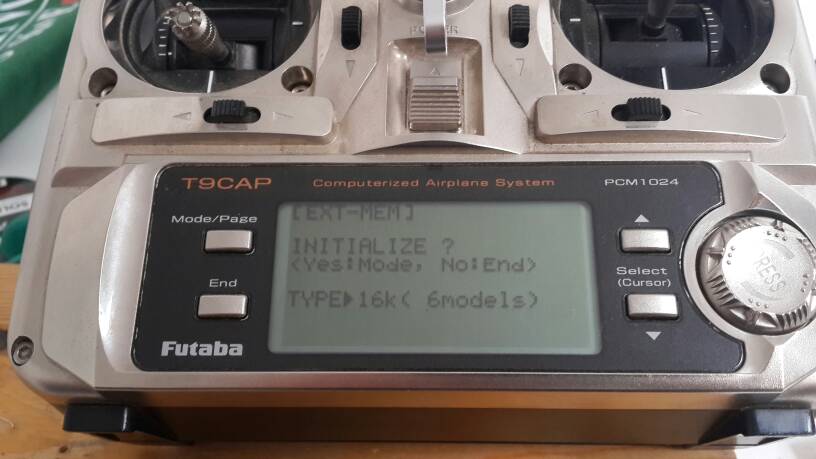 POWER
T9CAP Computerized Airplane System PCM1024
Mode/Page
[EXT-MEM]
INITIALIZE ?
<Yes:Mode, No:End>
End
Select
(Cursor)
PRESS
TYPE▶16k( 6models)
Futaba